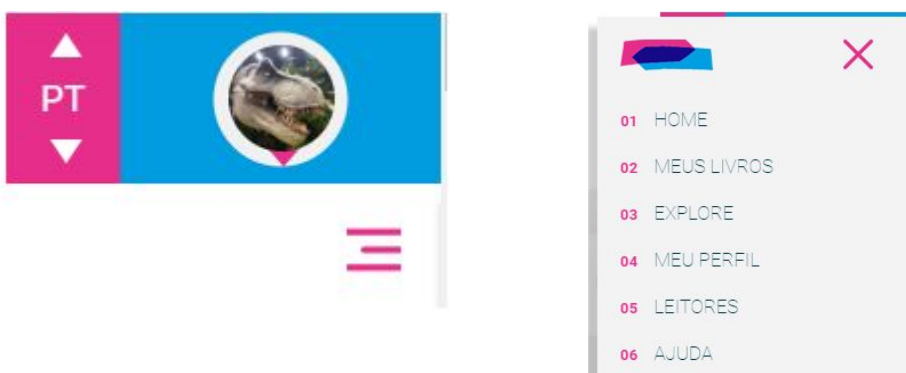 PT
01 HOME
02 MEUS LIVROS
03 EXPLORE
04 MEU PERFIL
05 LEITORES
06 AJUDA